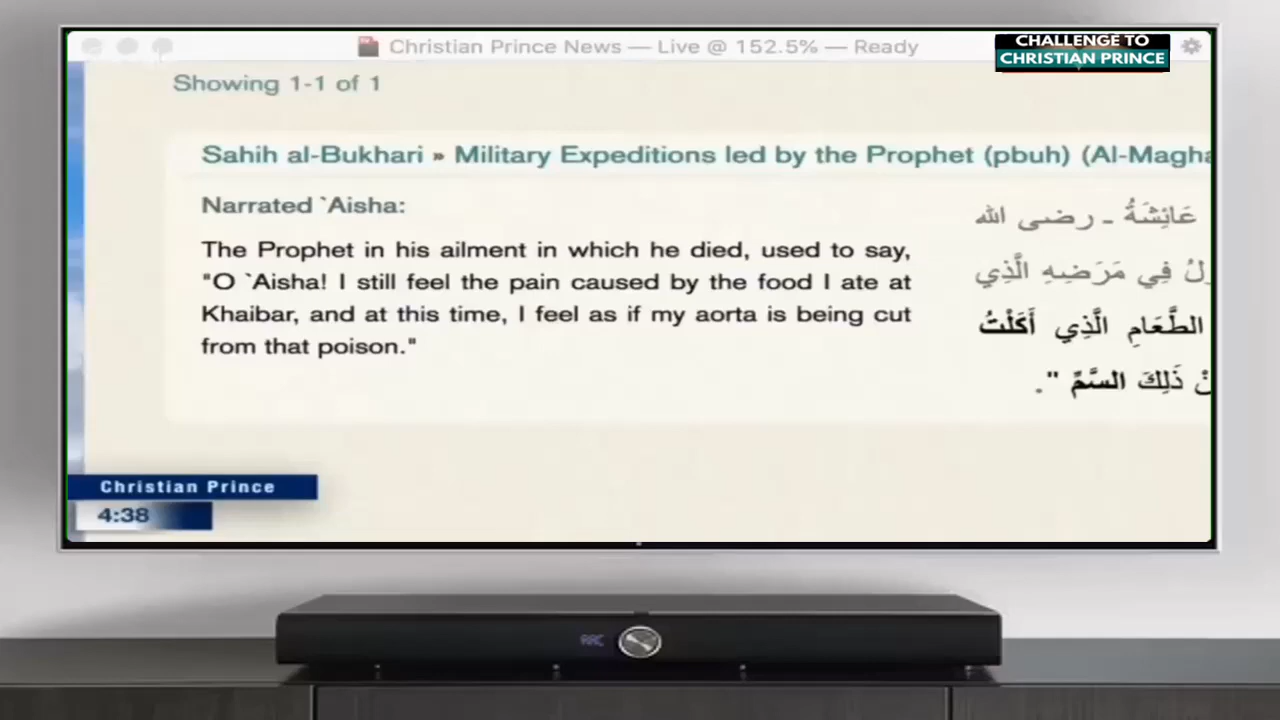 Christian Prince News — Live @ 152.5% — Ready
CHALLENGE TO
CHRISTIAN PRINCE
Showing 1-1 of 1
Sahih al-Bukhari » Military Expeditions led by the Prophet (pbuh) (Al-Magha
Narrated `Aisha:
The Prophet in his ailment in which he died, used to say,
"O `Aisha! I still feel the pain caused by the food I ate at
Khaibar, and at this time, I feel as if my aorta is being cut
from that poison."
عَائِشَةُ ـ رضى الله
فِي مَرَضِهِ الَّذِي
الطَّعَامِ الَّذِي أَكَلْتُ
ذَلِكَ السَّمِّ ".
Christian Prince
4:38